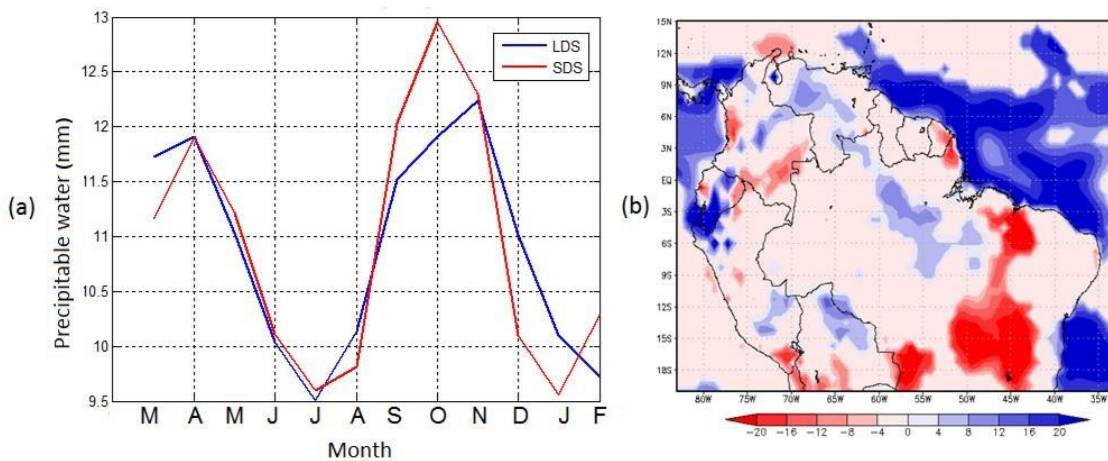 (a)
Precipitable water (mm)
13
12.5
12
11.5
11
10.5
10
9.5
LDS
SDS
M A M J J A S O N D J F
Month
(b)
15N
12N
9N
6N
3N
EQ
3S
6S
9S
12S
15S
18S
80W 75W 70W 65W 60W 55W 50W 45W 40W 35W
-20 -16 -12 -8 -4 0 4 8 12 16 20